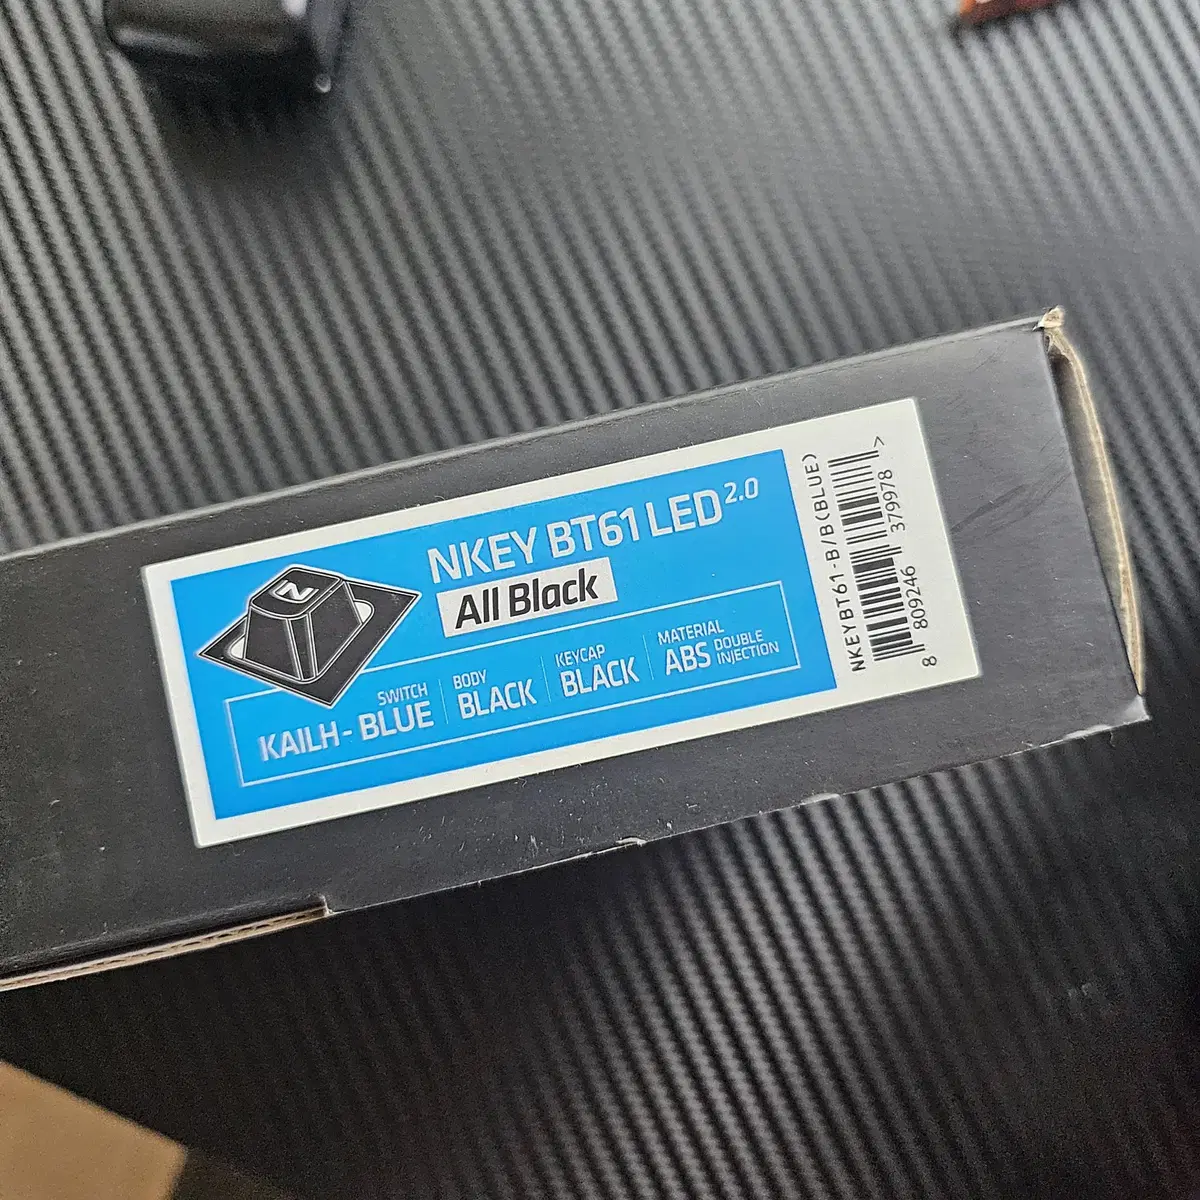 N
NKEY BT61 LED 2.0
All Black
SWITCH
KAILH - BLUE
BODY
BLACK
KEYCAP
BLACK
MATERIAL
ABS DOUBLE INJECTION
NKEYBT61-B/B(BLUE)
8 809246 379978 >